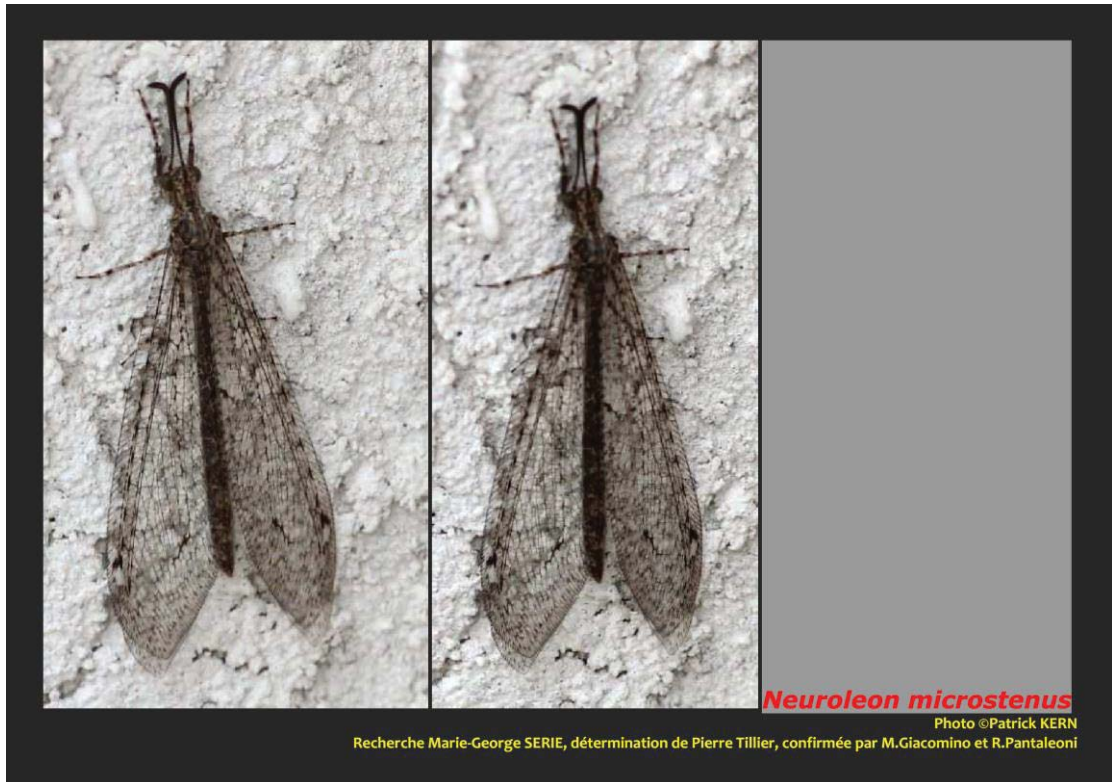 Neuroleon microstenus
Photo ©Patrick KERN
Recherche Marie-George SERIE, détermination de Pierre Tillier, confirmée par M.Giacomino et R.Pantaleoni